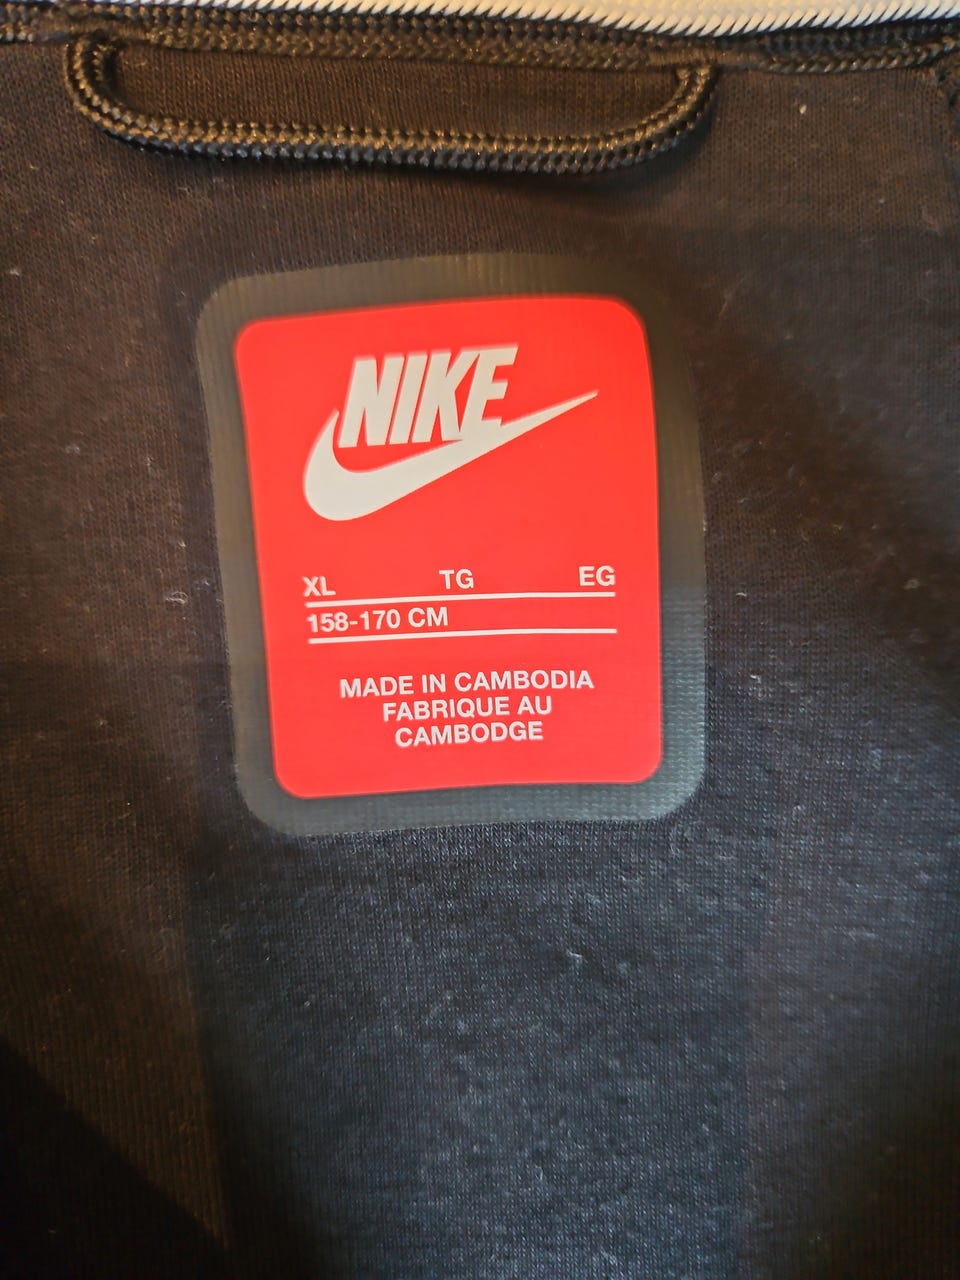 NIKE
XL TG EG
158-170 CM
MADE IN CAMBODIA
FABRIQUE AU
CAMBODGE